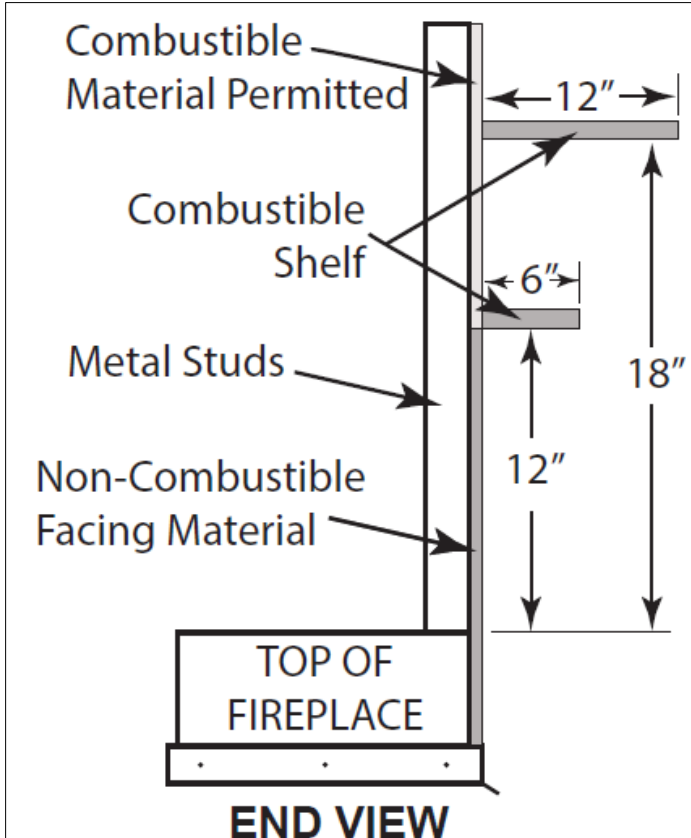 Combustible
Material Permitted
12”
Combustible
Shelf
6”
Metal Studs
18”
12”
Non-Combustible
Facing Material
TOP OF
FIREPLACE
END VIEW